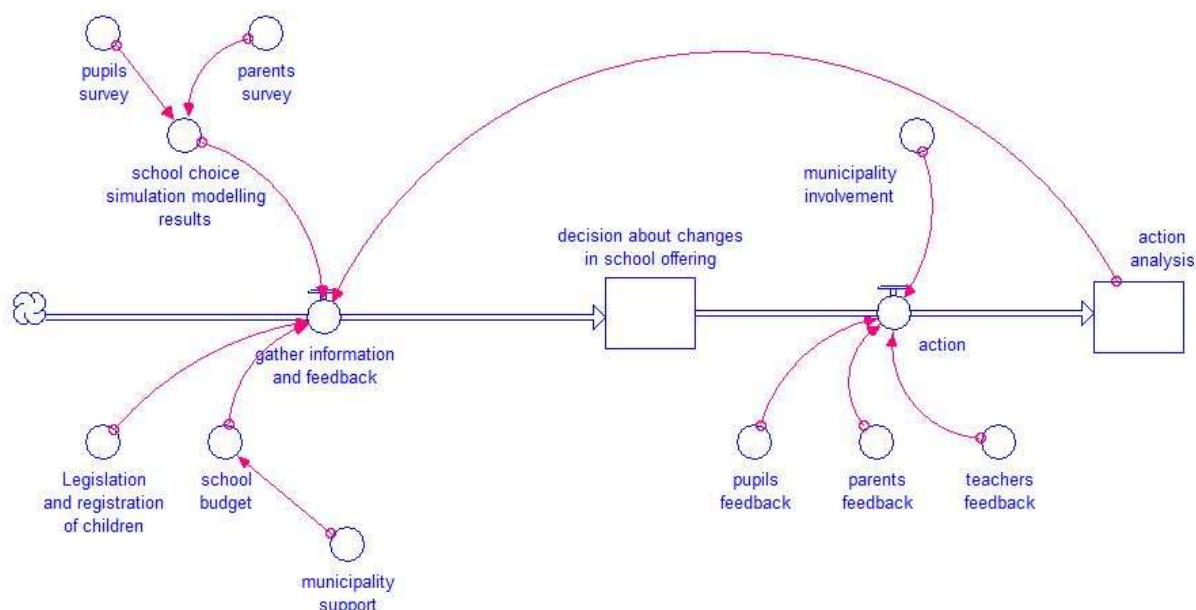 pupils
survey
parents
survey
school choice
simulation modelling
results
municipality
involvement
decision about changes
in school offering
action
analysis
gather information
and feedback
action
Legislation
and registration
of children
school
budget
pupils
feedback
parents
feedback
teachers
feedback
municipality
support